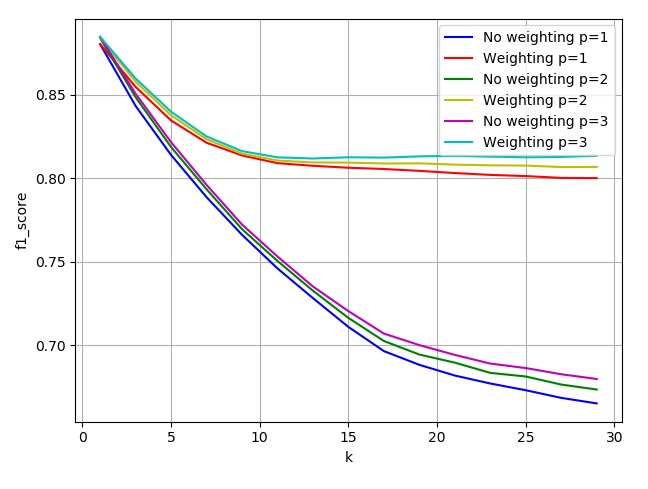 No weighting p=1
Weighting p=1
No weighting p=2
Weighting p=2
No weighting p=3
Weighting p=3
0.85
0.80
0.75
0.70
f1_score
0 5 10 15 20 25 30
k